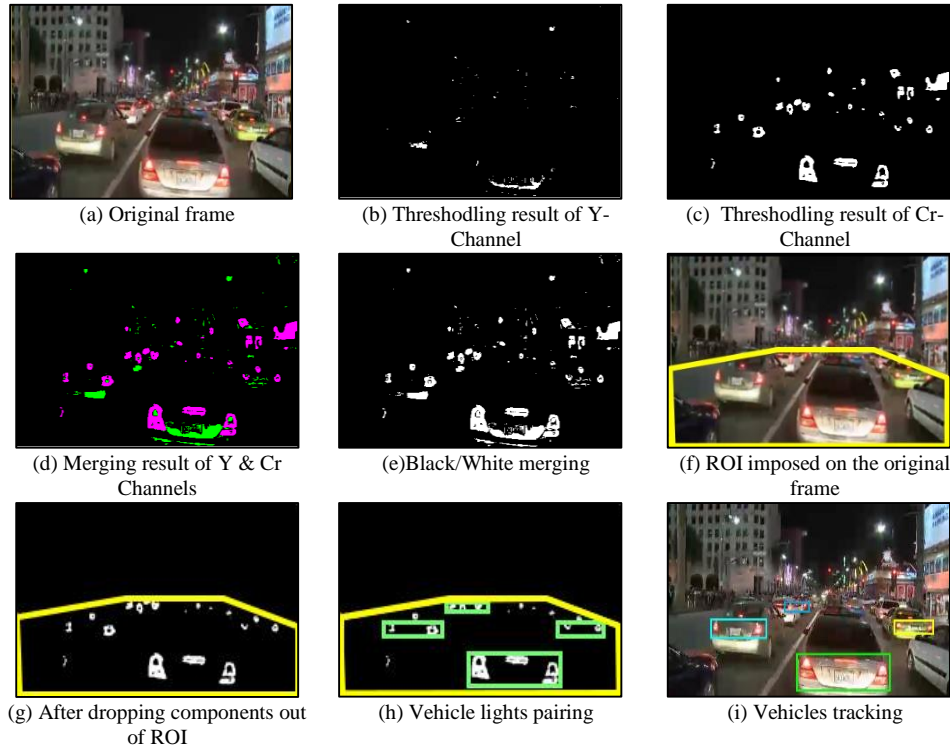 (a) Original frame
(b) Threshodling result of Y-
Channel
(c) Threshodling result of Cr-
Channel
(d) Merging result of Y & Cr
Channels
(e)Black/White merging
(f) ROI imposed on the original
frame
(g) After dropping components out
of ROI
(h) Vehicle lights pairing
(i) Vehicles tracking